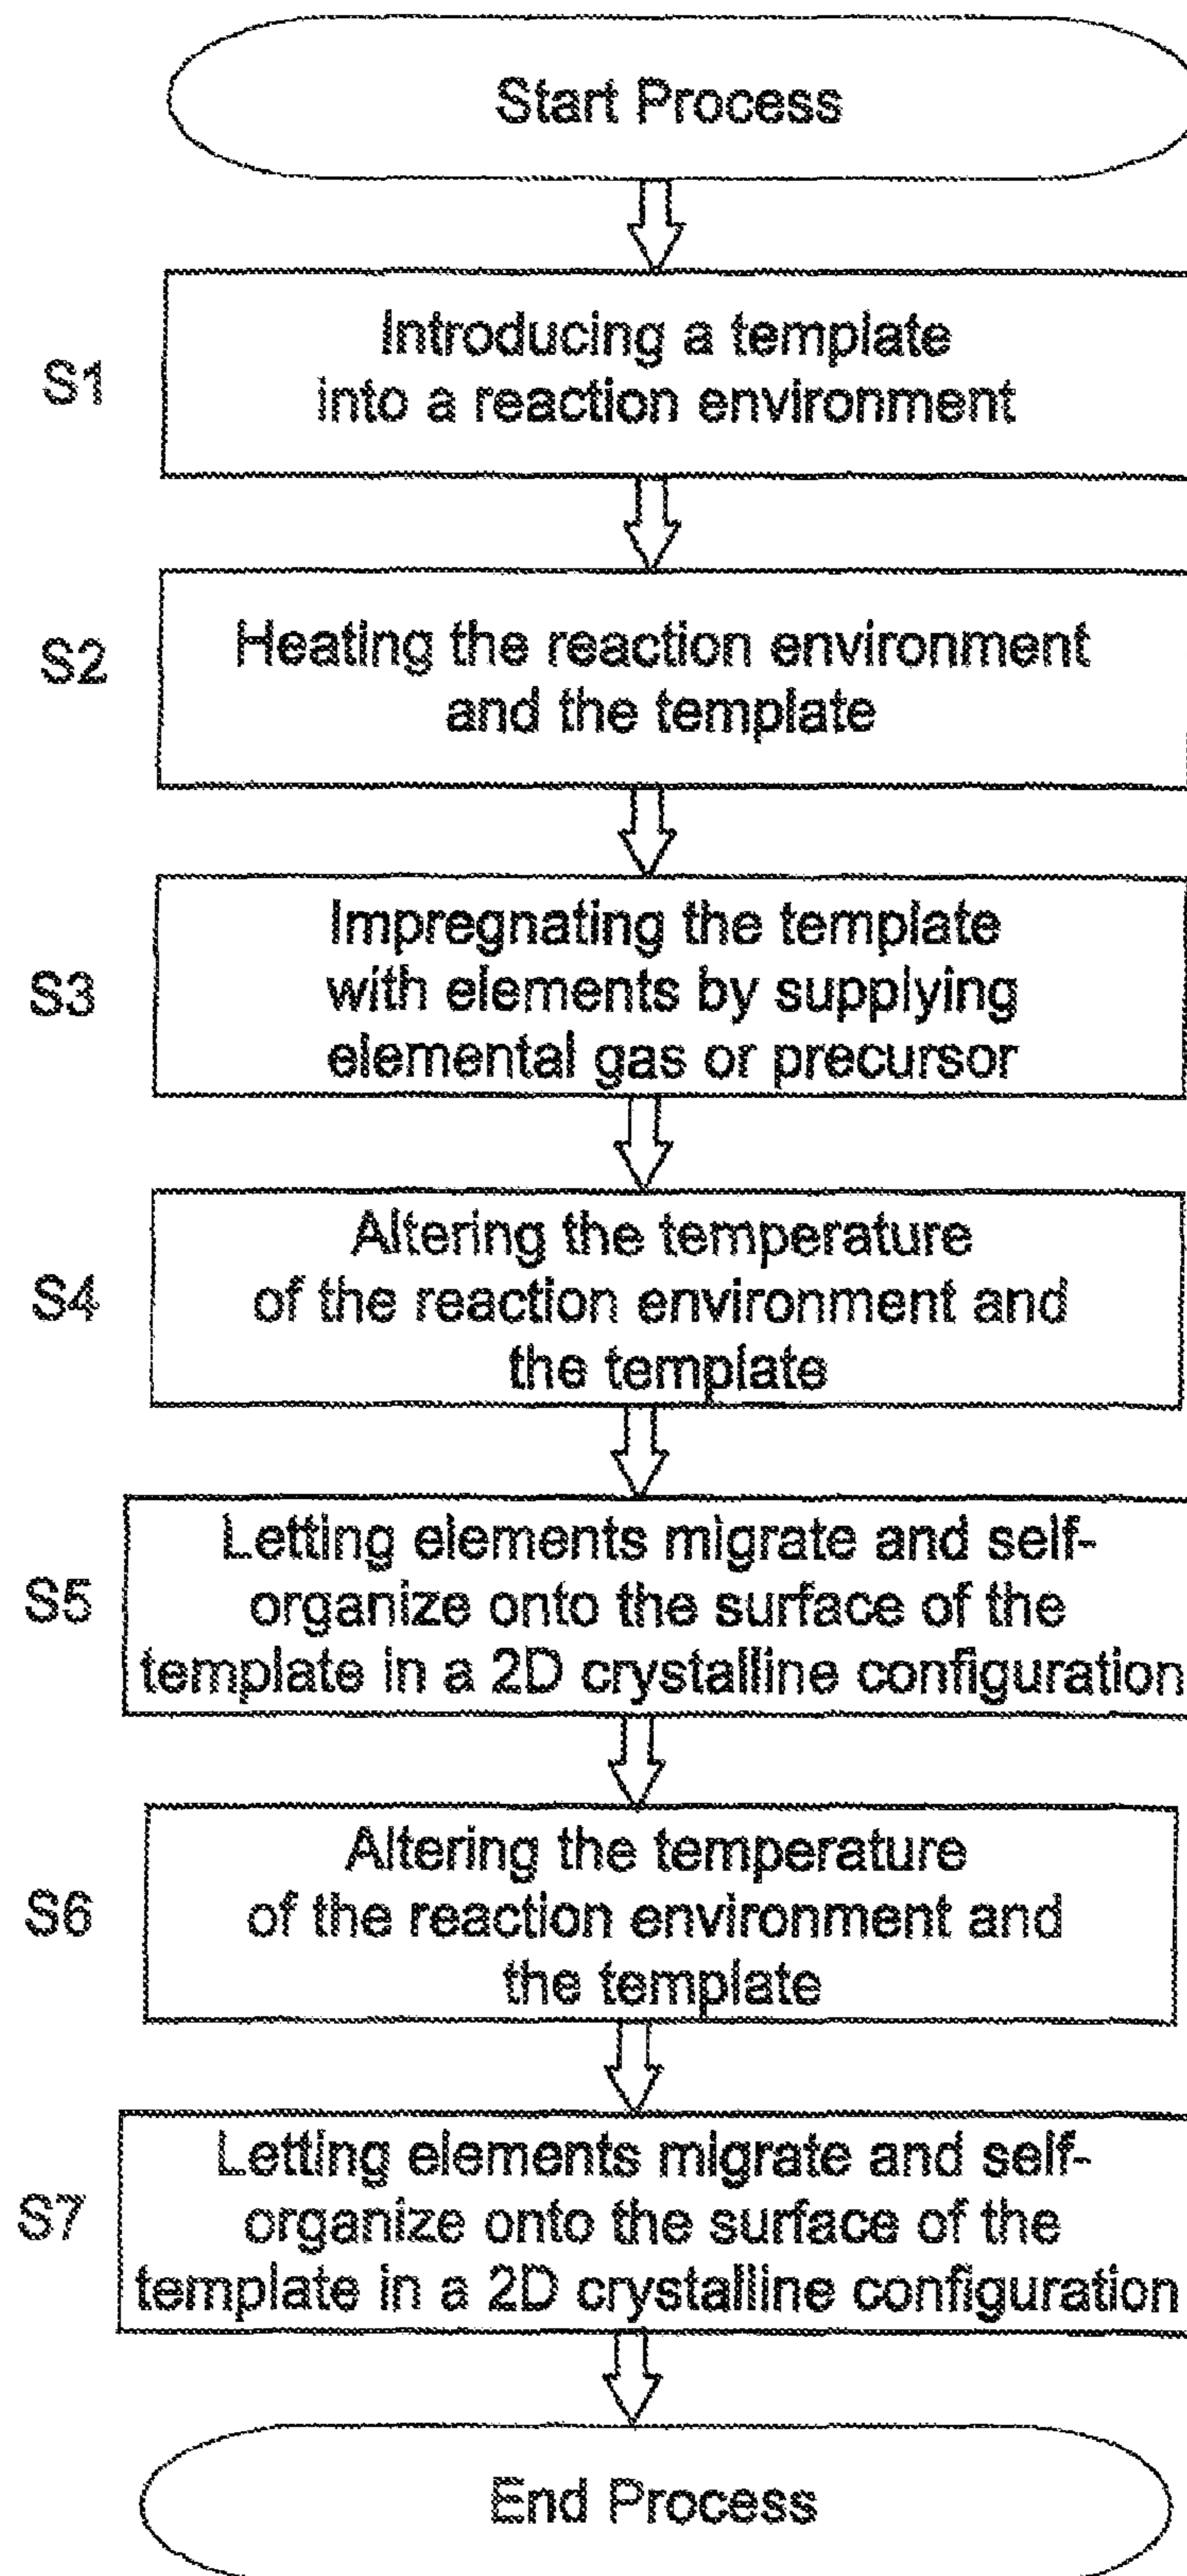 Start Process
S1
Introducing a template
into a reaction environment
S2
Heating the reaction environment
and the template
S3
Impregnating the template
with elements by supplying
elemental gas or precursor
S4
Altering the temperature
of the reaction environment and
the template
S5
Letting elements migrate and self-
organize onto the surface of the
template in a 2D crystalline configuration
S6
Altering the temperature
of the reaction environment and
the template
S7
Letting elements migrate and self-
organize onto the surface of the
template in a 2D crystalline configuration
End Process